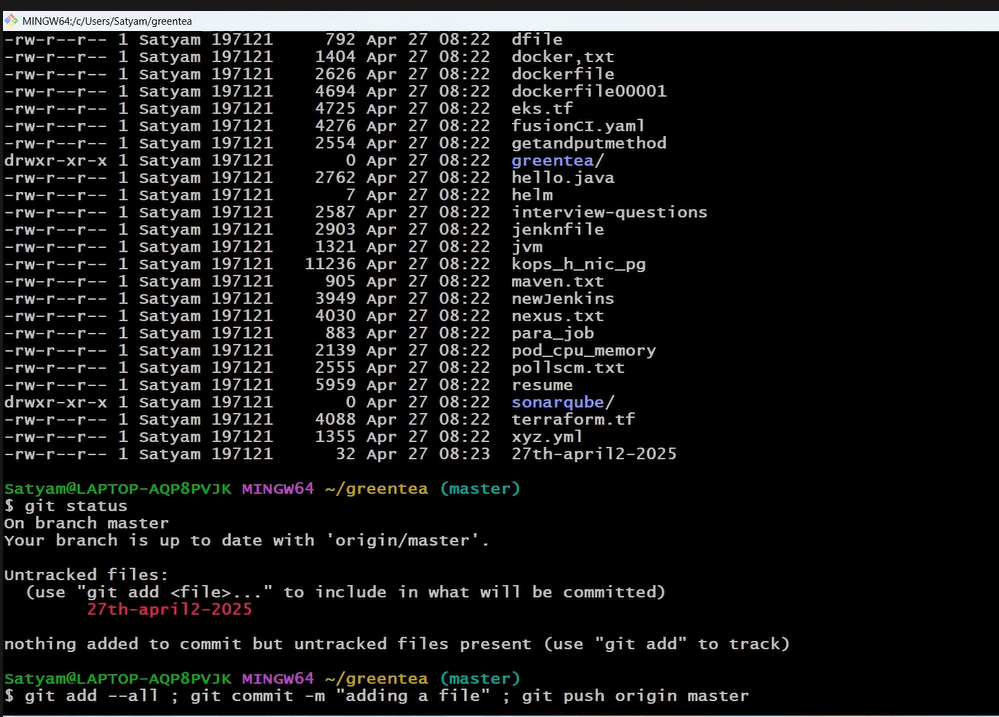 MINGW64:/c/Users/Satyam/greentea
-rw-r--r-- 1 Satyam 197121     792 Apr 27 08:22  dfile
-rw-r--r-- 1 Satyam 197121    1404 Apr 27 08:22  docker,txt
-rw-r--r-- 1 Satyam 197121    2626 Apr 27 08:22  dockerfile
-rw-r--r-- 1 Satyam 197121    4694 Apr 27 08:22  dockerfile00001
-rw-r--r-- 1 Satyam 197121    4725 Apr 27 08:22  eks.tf
-rw-r--r-- 1 Satyam 197121    4276 Apr 27 08:22  fusionCI.yaml
-rw-r--r-- 1 Satyam 197121    2554 Apr 27 08:22  getandputmethod
drwxr-xr-x 1 Satyam 197121       0 Apr 27 08:22  greentea/
-rw-r--r-- 1 Satyam 197121    2762 Apr 27 08:22  hello.java
-rw-r--r-- 1 Satyam 197121       7 Apr 27 08:22  helm
-rw-r--r-- 1 Satyam 197121    2587 Apr 27 08:22  interview-questions
-rw-r--r-- 1 Satyam 197121    2903 Apr 27 08:22  jenknfile
-rw-r--r-- 1 Satyam 197121    1321 Apr 27 08:22  jvm
-rw-r--r-- 1 Satyam 197121   11236 Apr 27 08:22  kops_h_nic_pg
-rw-r--r-- 1 Satyam 197121     905 Apr 27 08:22  maven.txt
-rw-r--r-- 1 Satyam 197121    3949 Apr 27 08:22  newJenkins
-rw-r--r-- 1 Satyam 197121    4030 Apr 27 08:22  nexus.txt
-rw-r--r-- 1 Satyam 197121     883 Apr 27 08:22  para_job
-rw-r--r-- 1 Satyam 197121    2139 Apr 27 08:22  pod_cpu_memory
-rw-r--r-- 1 Satyam 197121    2555 Apr 27 08:22  pollscm.txt
-rw-r--r-- 1 Satyam 197121    5959 Apr 27 08:22  resume
drwxr-xr-x 1 Satyam 197121       0 Apr 27 08:22  sonarqube/
-rw-r--r-- 1 Satyam 197121    4088 Apr 27 08:22  terraform.tf
-rw-r--r-- 1 Satyam 197121    1355 Apr 27 08:22  xyz.yml
-rw-r--r-- 1 Satyam 197121      32 Apr 27 08:23  27th-april2-2025
Satyam@LAPTOP-AQP8PVJK MINGW64 ~/greentea (master)
$ git status
On branch master
Your branch is up to date with 'origin/master'.
Untracked files:
(use "git add <file>..." to include in what will be committed)
27th-april2-2025
nothing added to commit but untracked files present (use "git add" to track)
Satyam@LAPTOP-AQP8PVJK MINGW64 ~/greentea (master)
$ git add --all ; git commit -m "adding a file" ; git push origin master